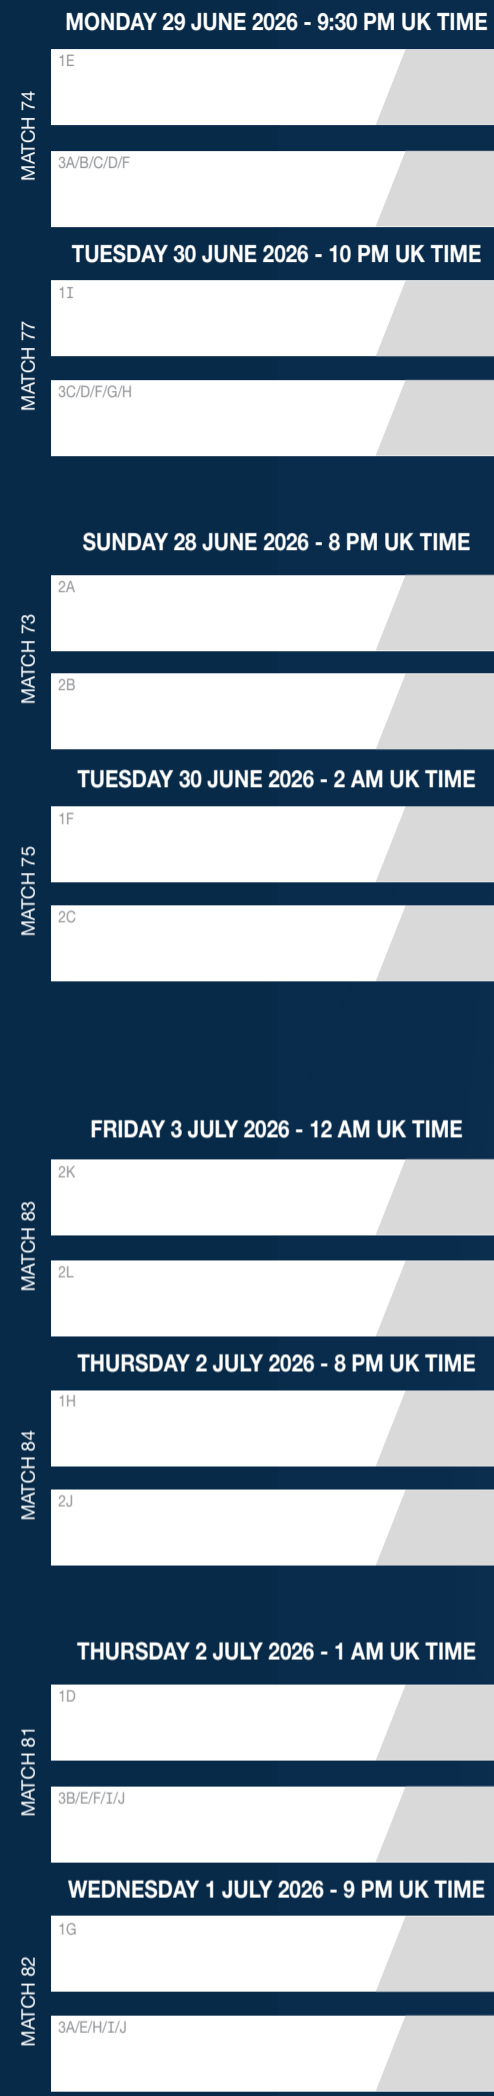 MONDAY 29 JUNE 2026 - 9:30 PM UK TIME
MATCH 74
1E
3A/B/C/D/F
TUESDAY 30 JUNE 2026 - 10 PM UK TIME
MATCH 77
1I
3C/D/F/G/H
SUNDAY 28 JUNE 2026 - 8 PM UK TIME
MATCH 73
2A
2B
TUESDAY 30 JUNE 2026 - 2 AM UK TIME
MATCH 75
1F
2C
FRIDAY 3 JULY 2026 - 12 AM UK TIME
MATCH 83
2K
2L
THURSDAY 2 JULY 2026 - 8 PM UK TIME
MATCH 84
1H
2J
THURSDAY 2 JULY 2026 - 1 AM UK TIME
MATCH 81
1D
3B/E/F/I/J
WEDNESDAY 1 JULY 2026 - 9 PM UK TIME
MATCH 82
1G
3A/E/H/I/J